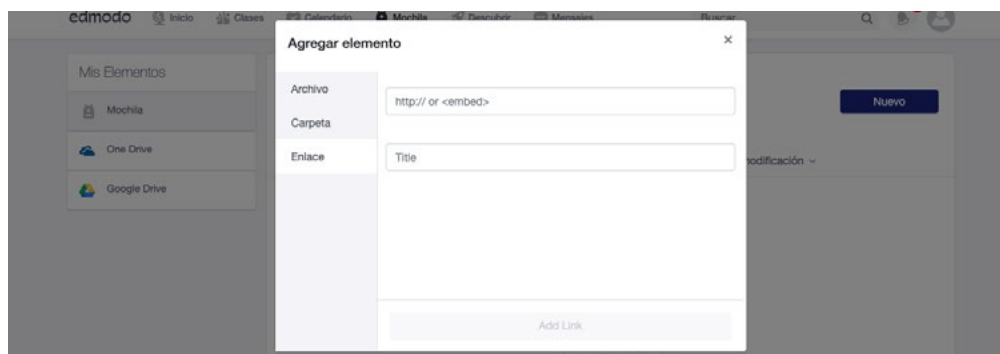 edmodo Inicio Clases Calendario Mochila Descubrir Mensajes Buscar
Agregar elemento ×
Mis Elementos
Archivo
http:// or <embed>
Nuevo
Mochila
Carpeta
One Drive
Enlace
Title
modificación
Google Drive
Add Link